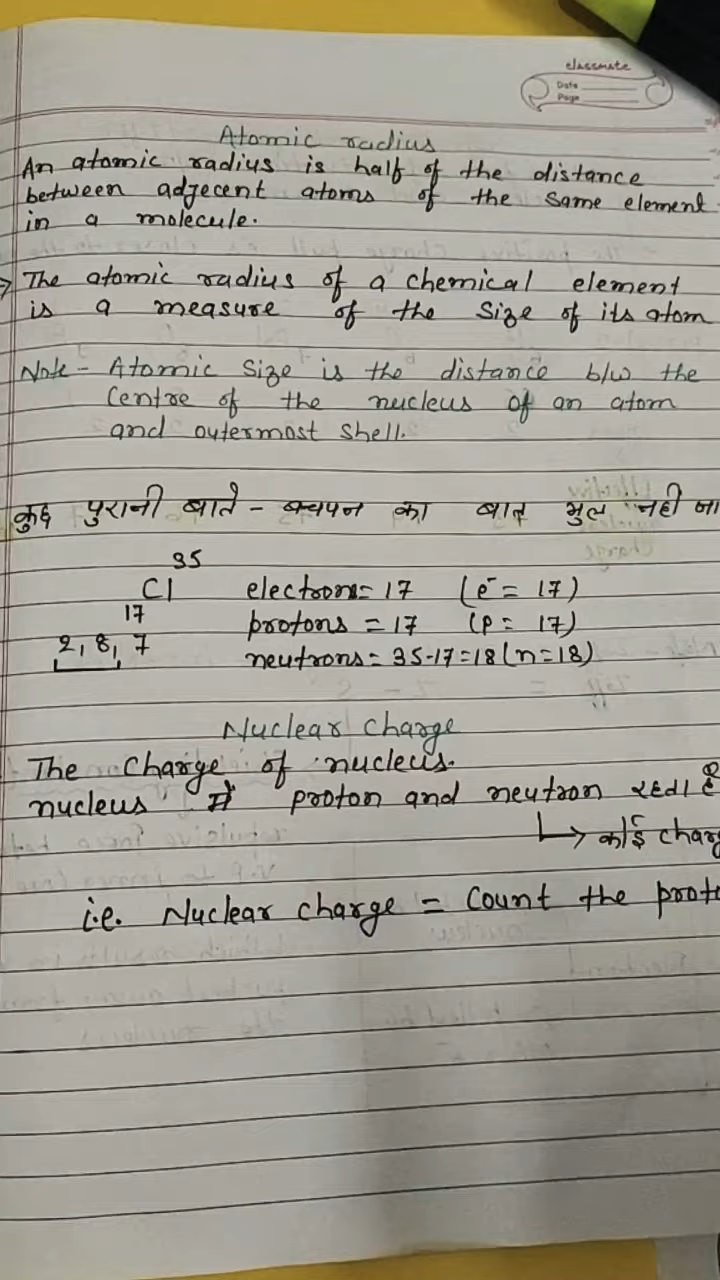 classmate
Date
Page
Atomic radius
An atomic radius is half of the distance
between adjecent atoms of the same element
in a molecule.
→ The atomic radius of a chemical element
is a measure of the size of its atom
Note - Atomic size is the distance b/w the
Centre of the nucleus of an atom
and outermost shell.
कुछ पुरानी बाते - बचपन का बात भुल नही जा
35
Cl electrons = 17 (e⁻ = 17)
17 protons = 17 (p = 17)
2, 8, 7 neutrons = 35-17=18 (n=18)
Nuclear charge
The Charge of nucleus.
nucleus में proton and neutron रहता है
↳ कोई charg
i.e. Nuclear charge = Count the prot